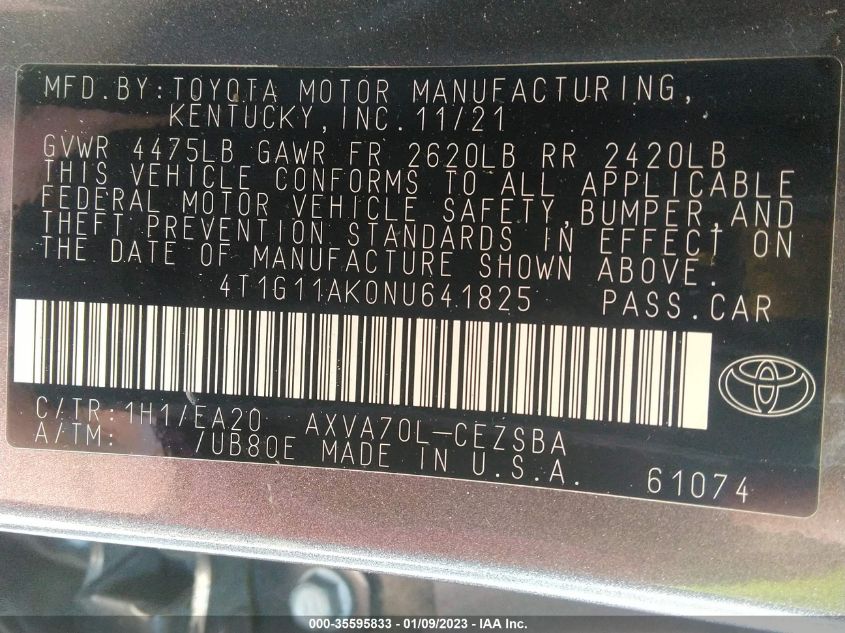 MFD.BY:TOYOTA MOTOR MANUFACTURING,
KENTUCKY,INC.11/21
GVWR 4475LB GAWR FR 2620LB RR 2420LB
THIS VEHICLE CONFORMS TO ALL APPLICABLE
FEDERAL MOTOR VEHICLE SAFETY,BUMPER,AND
THEFT PREVENTION STANDARDS IN EFFECT ON
THE DATE OF MANUFACTURE SHOWN ABOVE.
4T1G11AK0NU641825 PASS.CAR
C/TR:1H1/EA20 AXVA70L-CEZSBA
A/TM: /UB80E MADE IN U.S.A. 61074
000-35595833 - 01/09/2023 - IAA Inc.